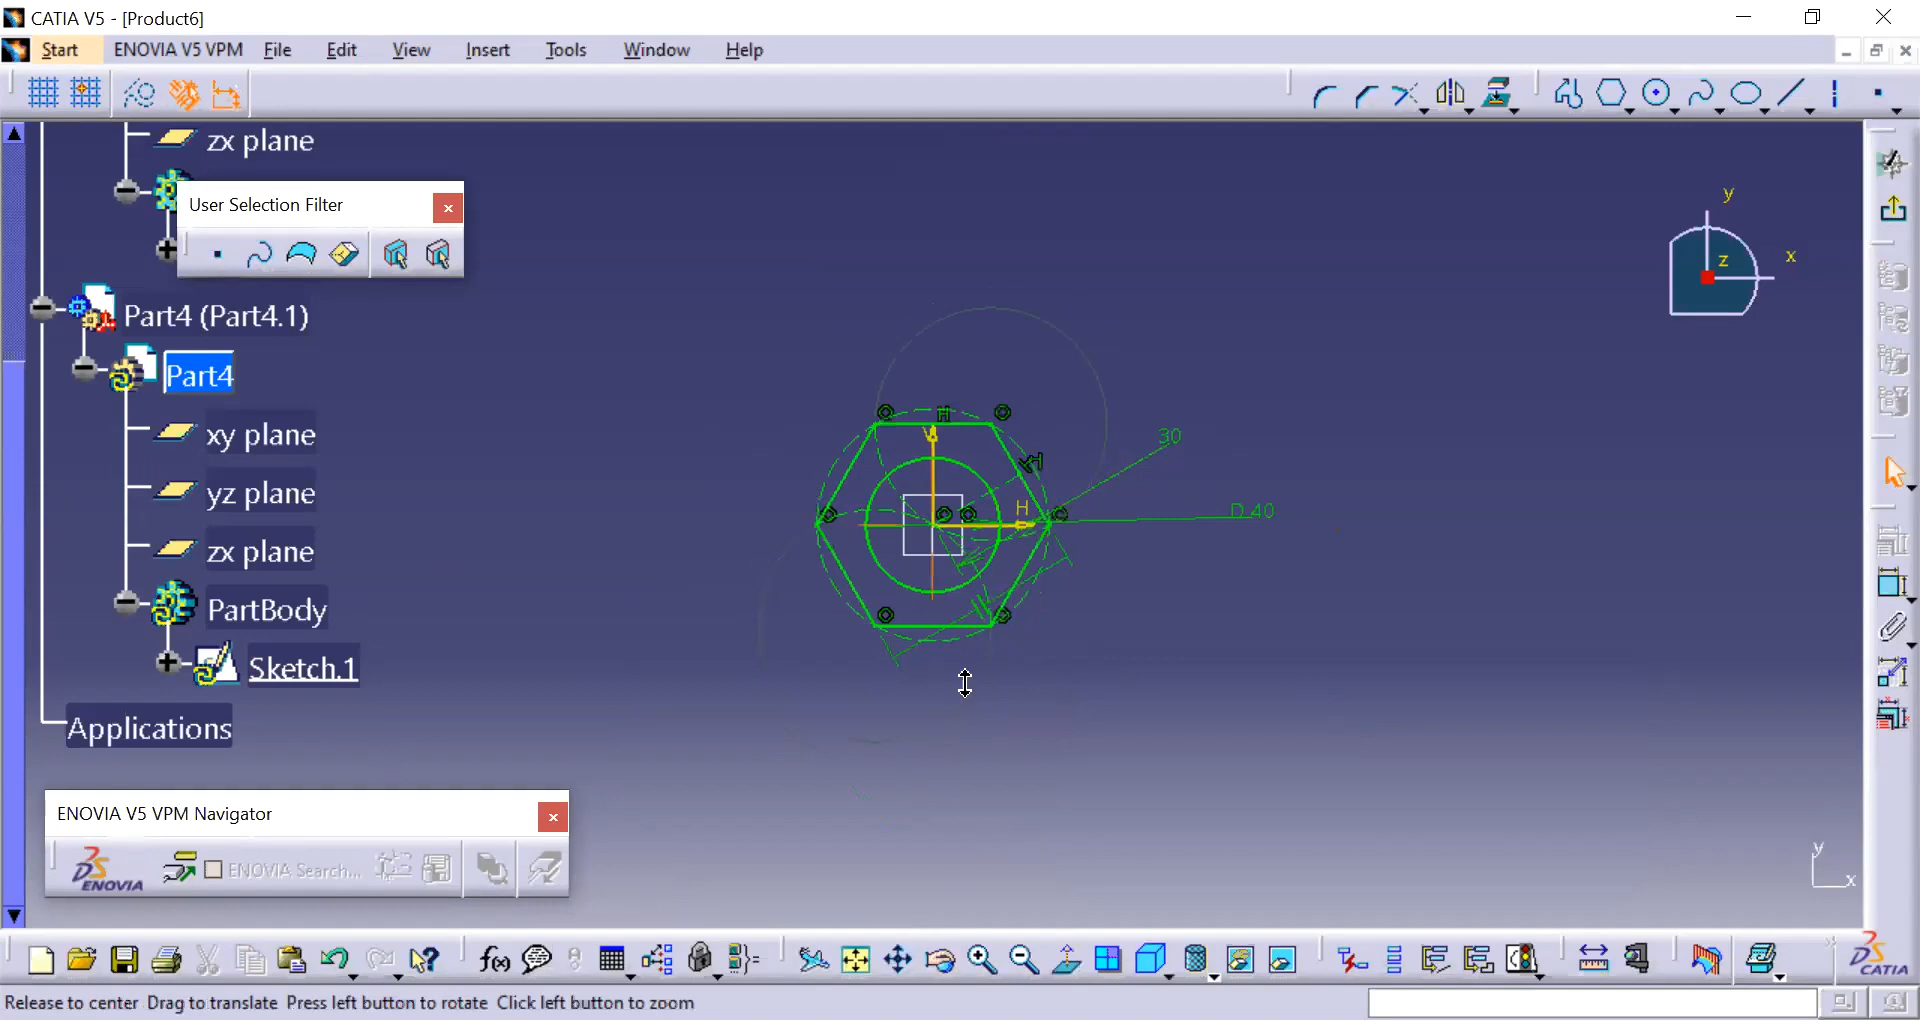 CATIA V5 - [Product6]
Start ENOVIA V5 VPM File Edit View Insert Tools Window Help
zx plane
User Selection Filter
Part4 (Part4.1)
Part4
xy plane
yz plane
zx plane
PartBody
Sketch.1
Applications
H
V
H
30
D 40
y
x
z
y
x
ENOVIA V5 VPM Navigator
DS ENOVIA
ENOVIA Search...
f(x)
DS CATIA
Release to center Drag to translate Press left button to rotate Click left button to zoom